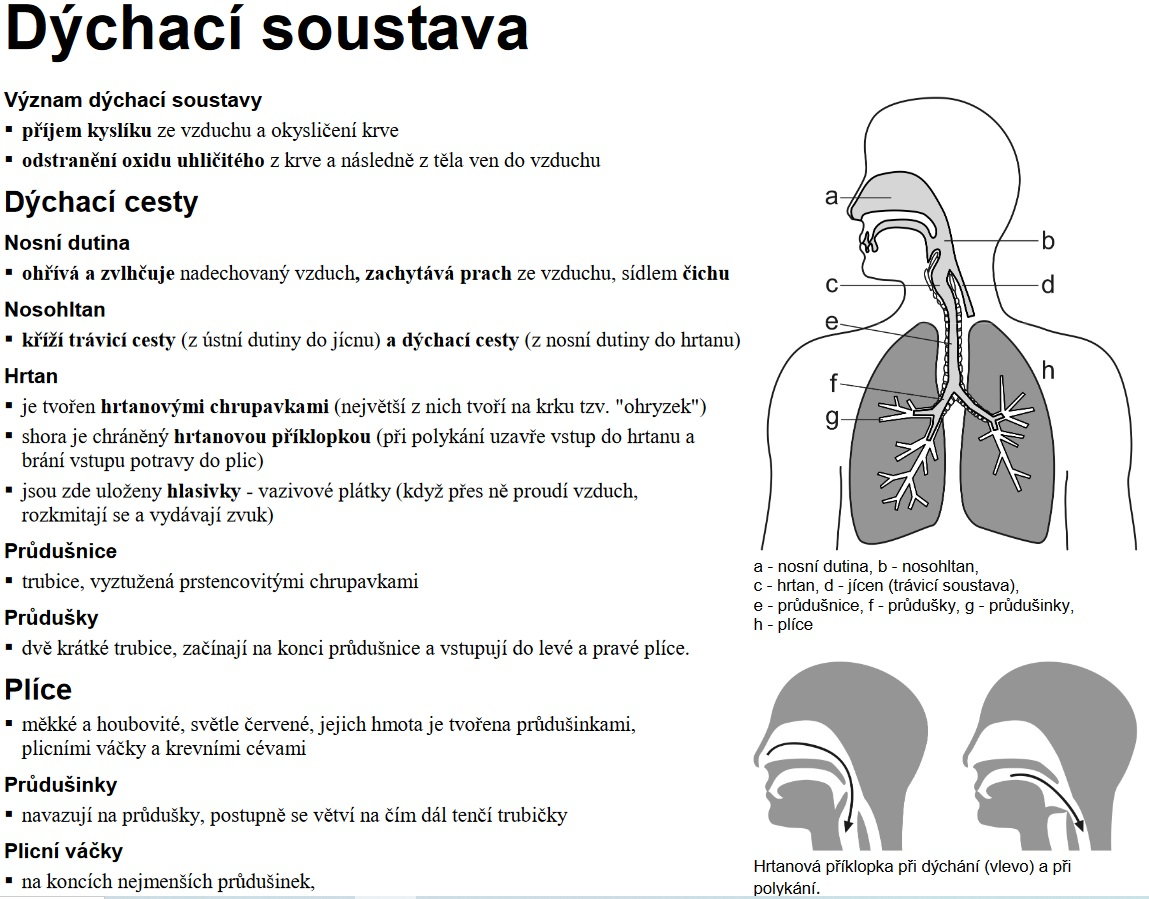 Dýchací soustava
Význam dýchací soustavy
▪ příjem kyslíku ze vzduchu a okysličení krve
▪ odstranění oxidu uhličitého z krve a následně z těla ven do vzduchu
Dýchací cesty
Nosní dutina
▪ ohřívá a zvlhčuje nadechovaný vzduch, zachytává prach ze vzduchu, sídlem čichu
Nosohltan
▪ kříží trávicí cesty (z ústní dutiny do jícnu) a dýchací cesty (z nosní dutiny do hrtanu)
Hrtan
▪ je tvořen hrtanovými chrupavkami (největší z nich tvoří na krku tzv. "ohryzek")
▪ shora je chráněný hrtanovou příklopkou (při polykání uzavře vstup do hrtanu a
brání vstupu potravy do plic)
▪ jsou zde uloženy hlasivky - vazivové plátky (když přes ně proudí vzduch,
rozkmitají se a vydávají zvuk)
Průdušnice
▪ trubice, vyztužená prstencovitými chrupavkami
Průdušky
▪ dvě krátké trubice, začínají na konci průdušnice a vstupují do levé a pravé plíce.
Plíce
▪ měkké a houbovité, světle červené, jejich hmota je tvořena průdušinkami,
plicními váčky a krevními cévami
Průdušinky
▪ navazují na průdušky, postupně se větví na čím dál tenčí trubičky
Plicní váčky
▪ na koncích nejmenších průdušinek,
a
b
c
d
e
f
g
h
a - nosní dutina, b - nosohltan,
c - hrtan, d - jícen (trávicí soustava),
e - průdušnice, f - průdušky, g - průdušinky,
h - plíce
Hrtanová příklopka při dýchání (vlevo) a při
polykání.